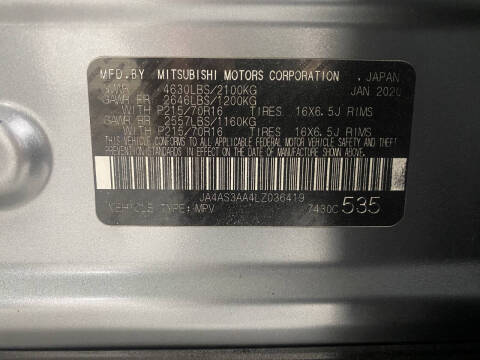 MFD.BY MITSUBISHI MOTORS CORPORATION , JAPAN
GVWR 4630LBS/2100KG JAN 2020
GAWR FR 2646LBS/1200KG
WITH P215/70R16 TIRES 16X6.5J RIMS
GAWR RR 2557LBS/1160KG
WITH P215/70R16 TIRES 16X6.5J RIMS
THIS VEHICLE CONFORMS TO ALL APPLICABLE FEDERAL MOTOR VEHICLE SAFETY, BUMPER AND THEFT
PREVENTION STANDARDS IN EFFECT ON THE DATE OF MANUFACTURE SHOWN ABOVE.
JA4AS3AA4LZ036419
VEHICLE TYPE: MPV 7430C 535